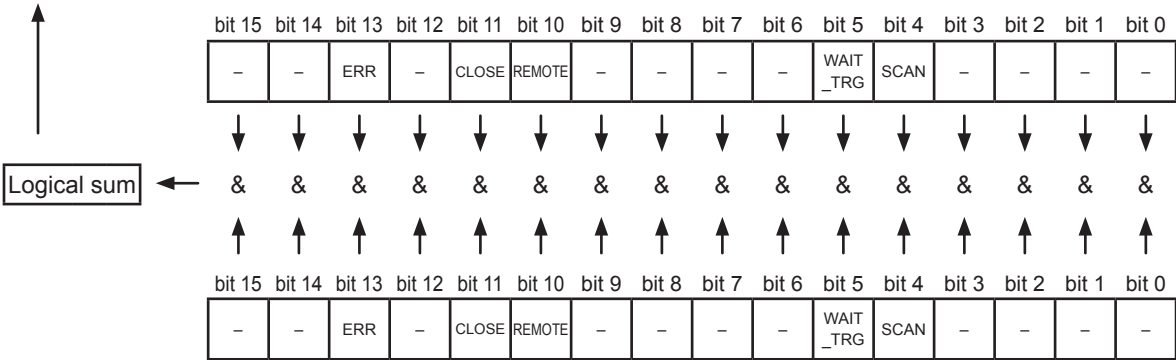 bit 15 bit 14 bit 13 bit 12 bit 11 bit 10 bit 9 bit 8 bit 7 bit 6 bit 5 bit 4 bit 3 bit 2 bit 1 bit 0
– – ERR – CLOSE REMOTE – – – – WAIT _TRG SCAN – – – –
Logical sum & & & & & & & & & & & & & & & &
bit 15 bit 14 bit 13 bit 12 bit 11 bit 10 bit 9 bit 8 bit 7 bit 6 bit 5 bit 4 bit 3 bit 2 bit 1 bit 0
– – ERR – CLOSE REMOTE – – – – WAIT _TRG SCAN – – – –